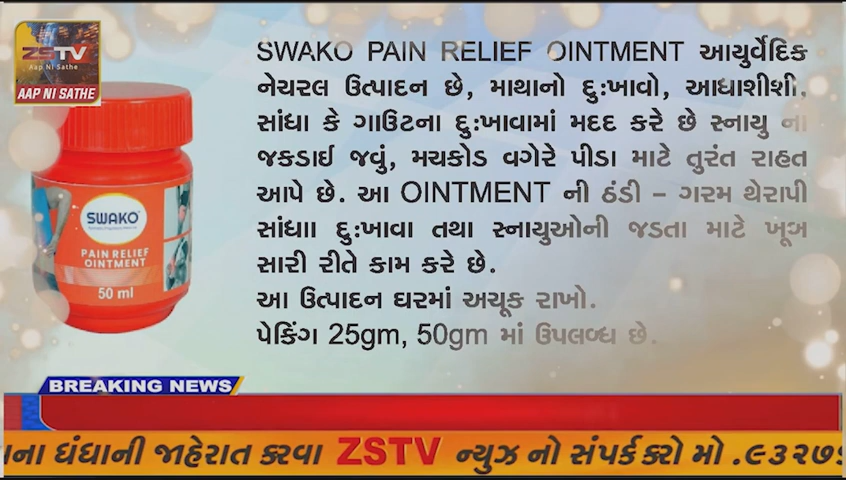 ZSTV
Aap Ni Sathe
AAP NI SATHE
SWAKO PAIN RELIEF OINTMENT આયુર્વેદિક
નેચરલ ઉત્પાદન છે, માથાનો દુઃખાવો, આધાશીશી,
સાંધા કે ગાઉટના દુઃખાવામાં મદદ કરે છે સ્નાયુ ના
જકડાઈ જવું, મચકોડ વગેરે પીડા માટે તુરંત રાહત
આપે છે. આ OINTMENT ની ઠંડી – ગરમ થેરાપી
સાંધાા દુઃખાવા તથા સ્નાયુઓની જડતા માટે ખૂબ
સારી રીતે કામ કરે છે.
આ ઉત્પાદન ઘરમાં અચૂક રાખો.
પેકિંગ 25gm, 50gm માં ઉપલબ્ધ છે.
SWAKO
PAIN RELIEF
OINTMENT
50 ml
BREAKING NEWS
ના ધંધાની જાહેરાત કરવા ZSTV ન્યુઝ નો સંપર્ક કરો મો .૯૩૨૭